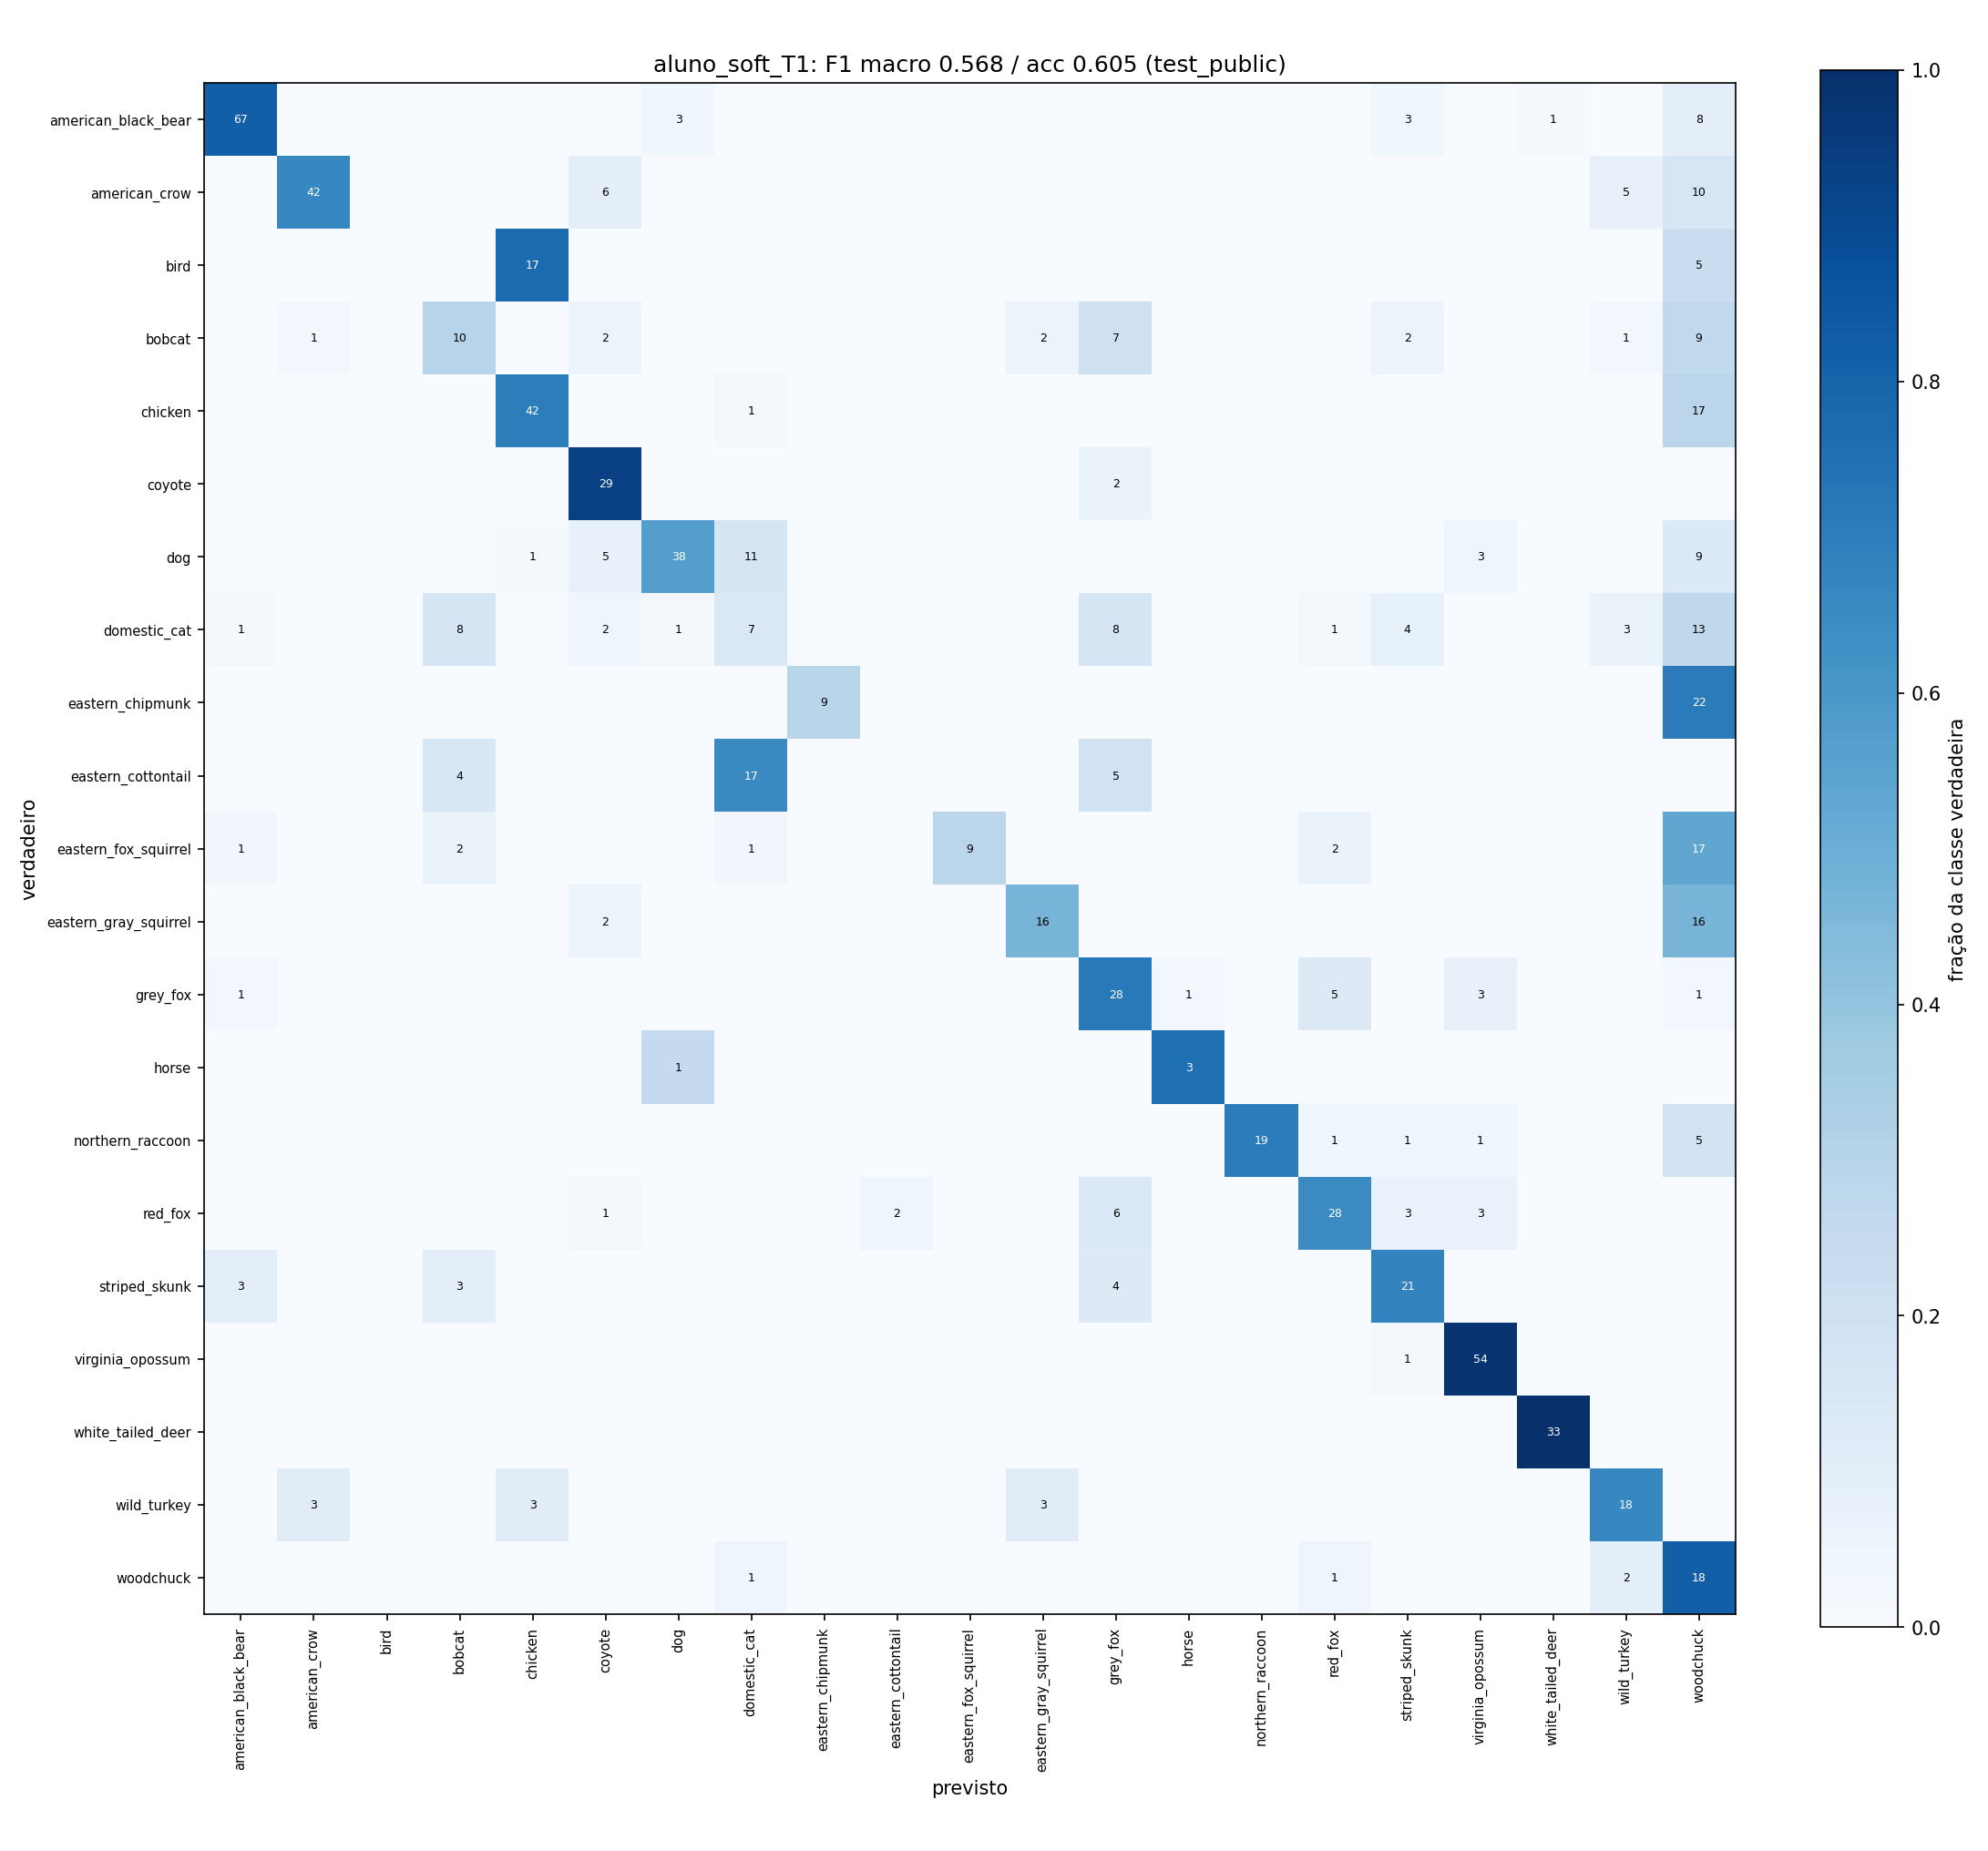 aluno_soft_T1: F1 macro 0.568 / acc 0.605 (test_public)
american_black_bear 67 3 3 1 8
american_crow 42 6 5 10
bird 17 5
bobcat 1 10 2 2 7 2 1 9
chicken 42 1 17
coyote 29 2
dog 1 5 38 11 3 9
domestic_cat 1 8 2 1 7 8 1 4 3 13
eastern_chipmunk 9 22
eastern_cottontail 4 17 5
eastern_fox_squirrel 1 2 1 9 2 17
eastern_gray_squirrel 2 16 16
grey_fox 1 28 1 5 3 1
horse 1 3
northern_raccoon 19 1 1 1 5
red_fox 1 2 6 28 3 3
striped_skunk 3 3 4 21
virginia_opossum 1 54
white_tailed_deer 33
wild_turkey 3 3 3 18
woodchuck 1 1 2 18
verdadeiro
american_black_bear
american_crow
bird
bobcat
chicken
coyote
dog
domestic_cat
eastern_chipmunk
eastern_cottontail
eastern_fox_squirrel
eastern_gray_squirrel
grey_fox
horse
northern_raccoon
red_fox
striped_skunk
virginia_opossum
white_tailed_deer
wild_turkey
woodchuck
previsto
1.0
0.8
0.6
0.4
0.2
0.0
fração da classe verdadeira